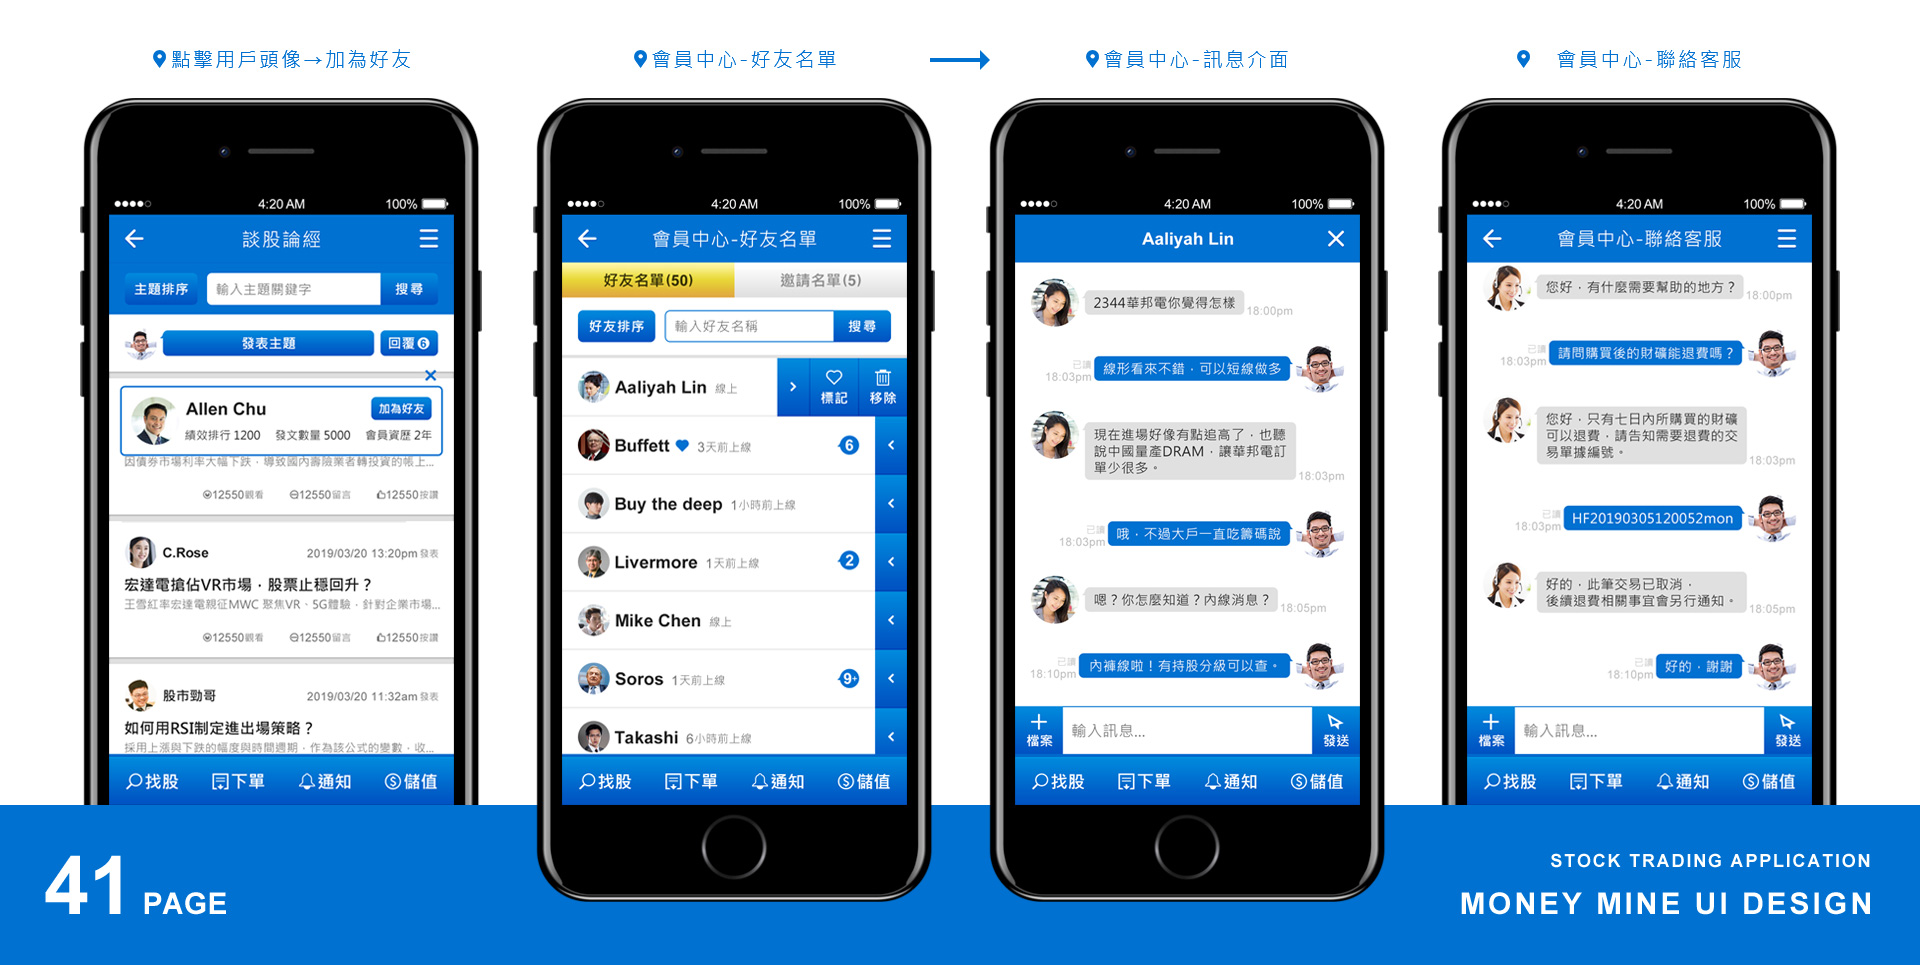 點擊用戶頭像→加為好友
會員中心-好友名單
會員中心-訊息介面
會員中心-聯絡客服
4:20 AM 100%
談股論經
主題排序 輸入主題關鍵字 搜尋
發表主題 回覆 6
Allen Chu 加為好友
績效排行 1200 發文數量 5000 會員資歷 2年
因債券市場利率大幅下跌，導致國內壽險業者轉投資的帳上...
12550觀看 12550留言 12550按讚
C.Rose 2019/03/20 13:20pm 發表
宏達電搶佔VR市場，股票止穩回升？
王雪紅率宏達電親征MWC 聚焦VR、5G體驗，針對企業市場...
12550觀看 12550留言 12550按讚
股市勁哥 2019/03/20 11:32am 發表
如何用RSI制定進出場策略？
採用上漲與下跌的幅度與時間週期，作為該公式的變數，收...
找股 下單 通知 儲值
4:20 AM 100%
會員中心-好友名單
好友名單(50) 邀請名單(5)
好友排序 輸入好友名稱 搜尋
Aaliyah Lin 線上 標記 移除
Buffett 3天前上線 6
Buy the deep 1小時前上線
Livermore 1天前上線 2
Mike Chen 線上
Soros 1天前上線 9+
Takashi 6小時前上線
找股 下單 通知 儲值
4:20 AM 100%
Aaliyah Lin
2344華邦電你覺得怎樣 18:00pm
已讀
18:03pm 線形看來不錯，可以短線做多
現在進場好像有點追高了，也聽
說中國量產DRAM，讓華邦電訂
單少很多。 18:03pm
已讀
18:03pm 哦，不過大戶一直吃籌碼說
嗯？你怎麼知道？內線消息？ 18:05pm
已讀
18:10pm 內褲線啦！有持股分級可以查。
檔案 輸入訊息... 發送
找股 下單 通知 儲值
4:20 AM 100%
會員中心-聯絡客服
您好，有什麼需要幫助的地方？ 18:00pm
已讀
18:03pm 請問購買後的財礦能退費嗎？
您好，只有七日內所購買的財礦
可以退費，請告知需要退費的交
易單據編號。 18:03pm
已讀
18:03pm HF20190305120052mon
好的，此筆交易已取消，
後續退費相關事宜會另行通知。 18:05pm
已讀
18:10pm 好的，謝謝
檔案 輸入訊息... 發送
找股 下單 通知 儲值
41 PAGE
STOCK TRADING APPLICATION
MONEY MINE UI DESIGN